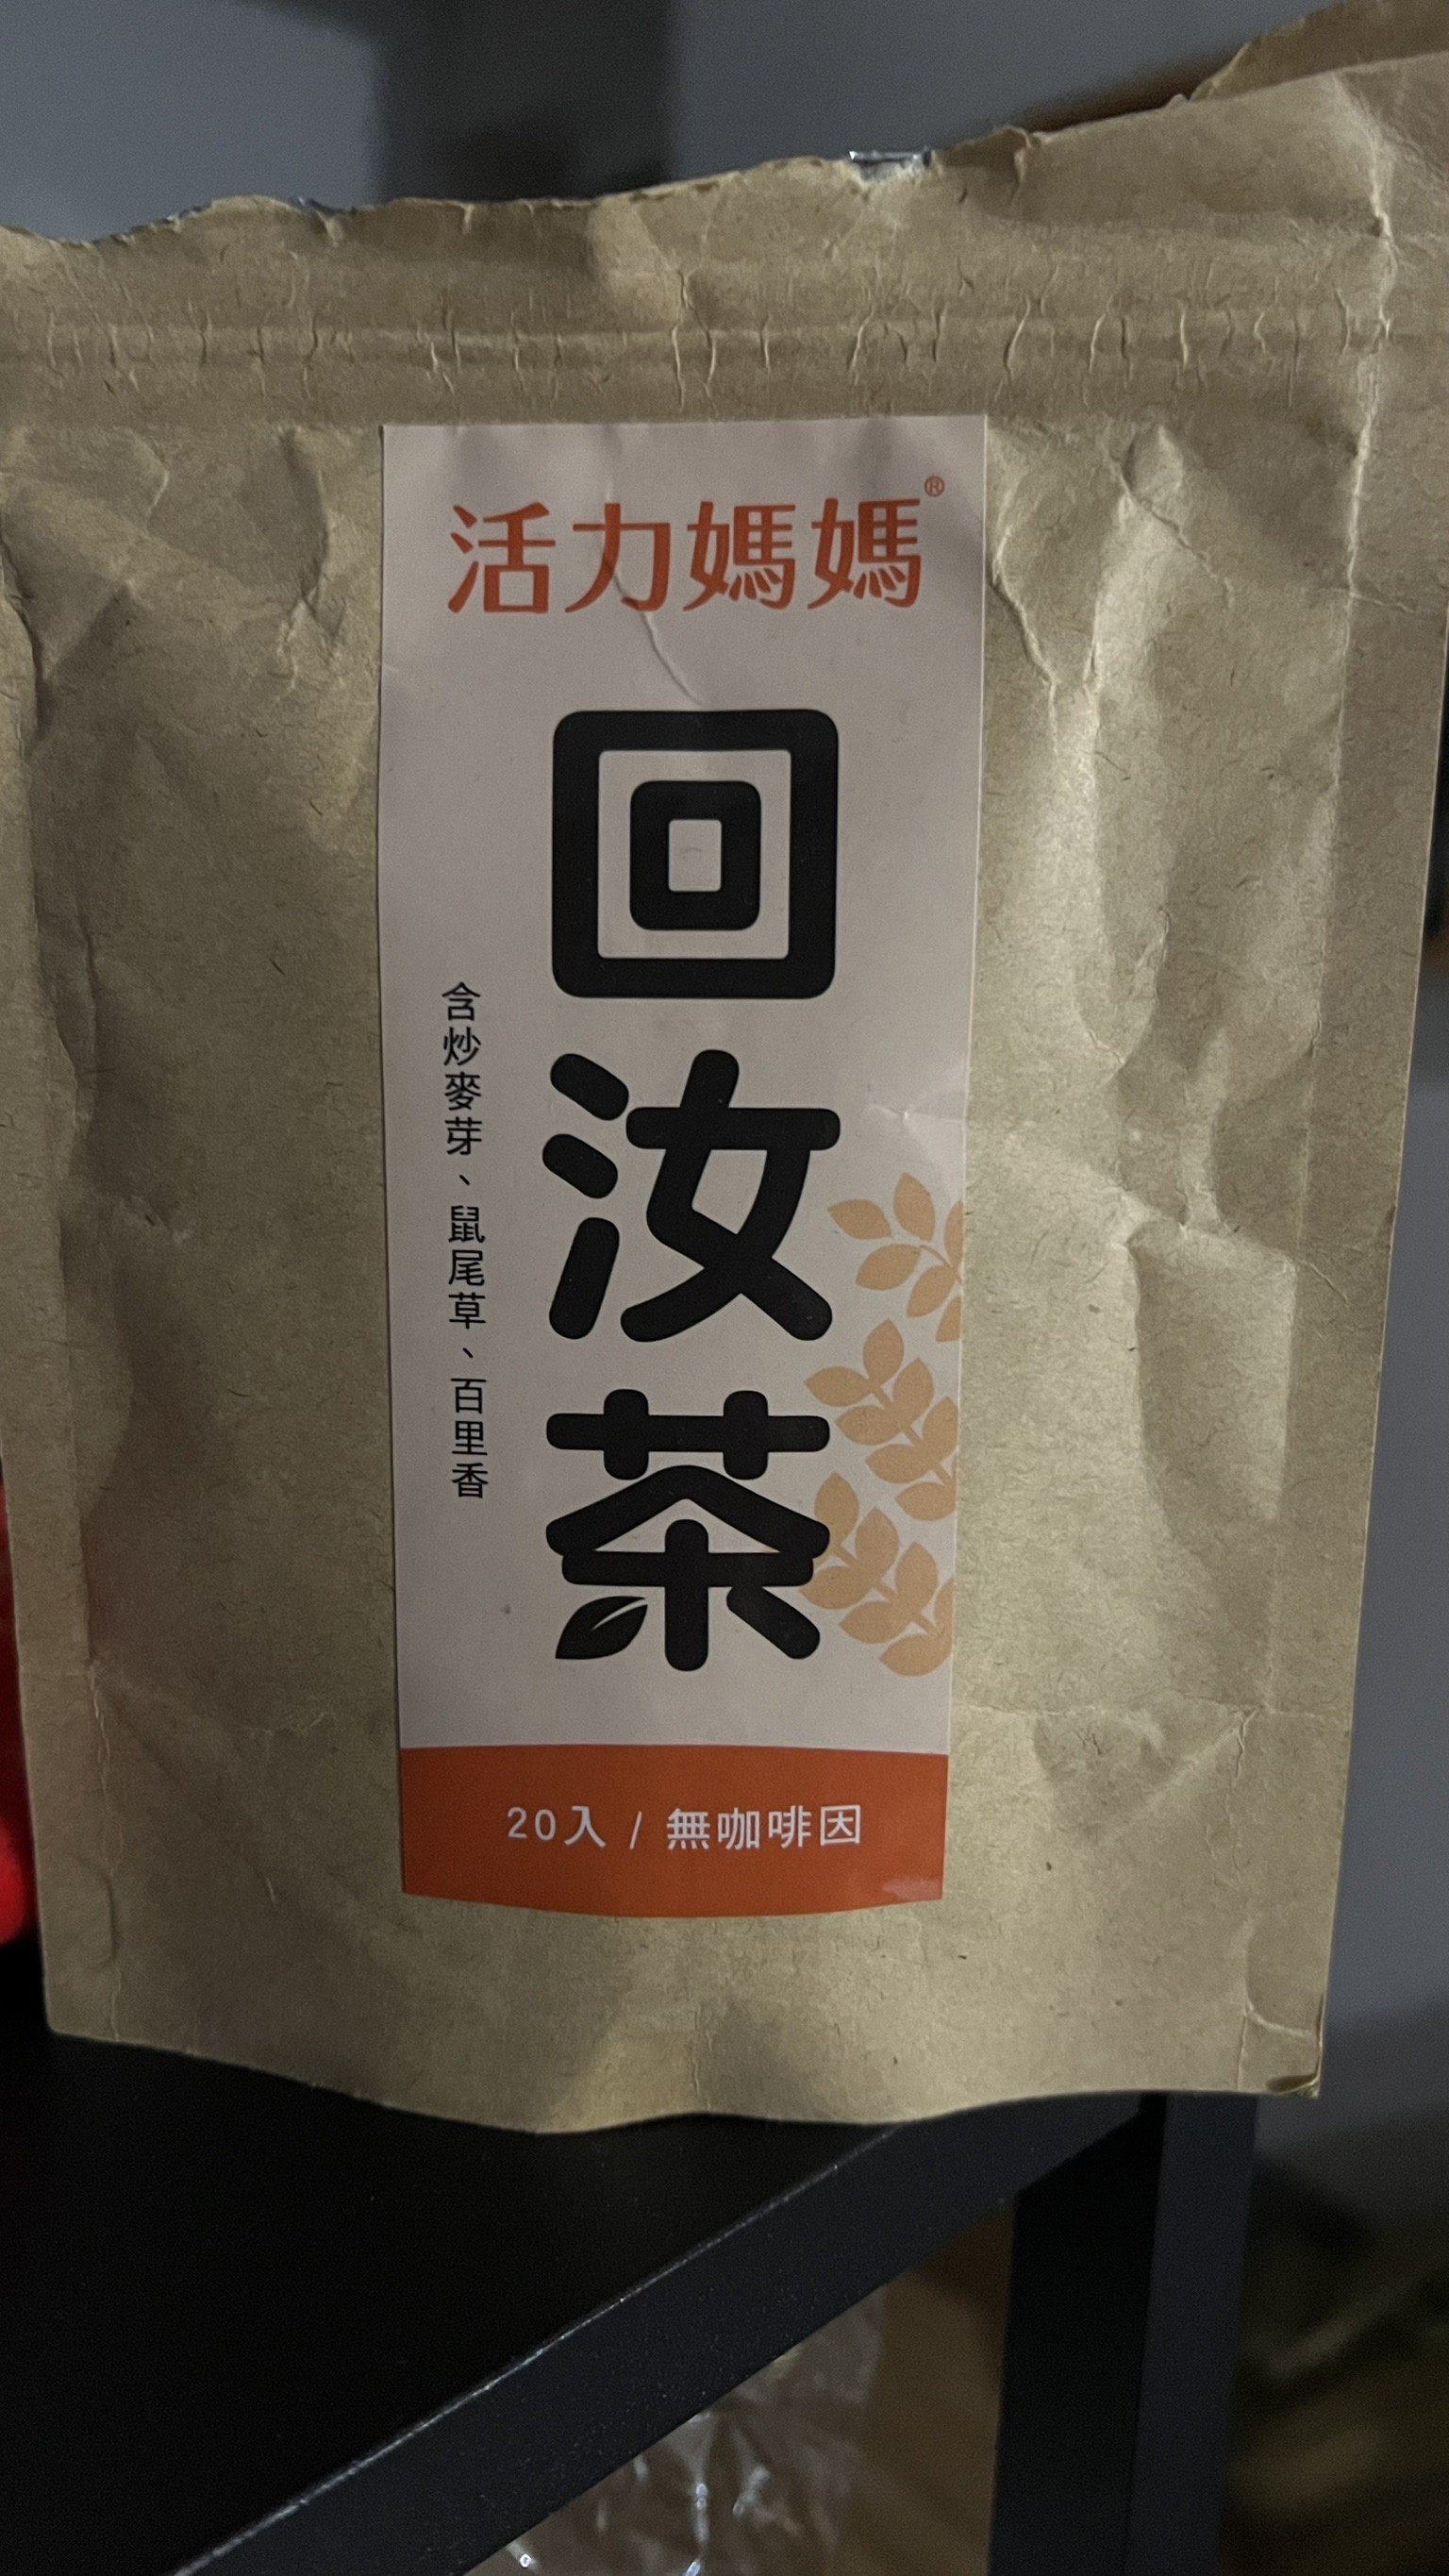 活力媽媽®
回汝茶
含炒麥芽、鼠尾草、百里香
20入 / 無咖啡因